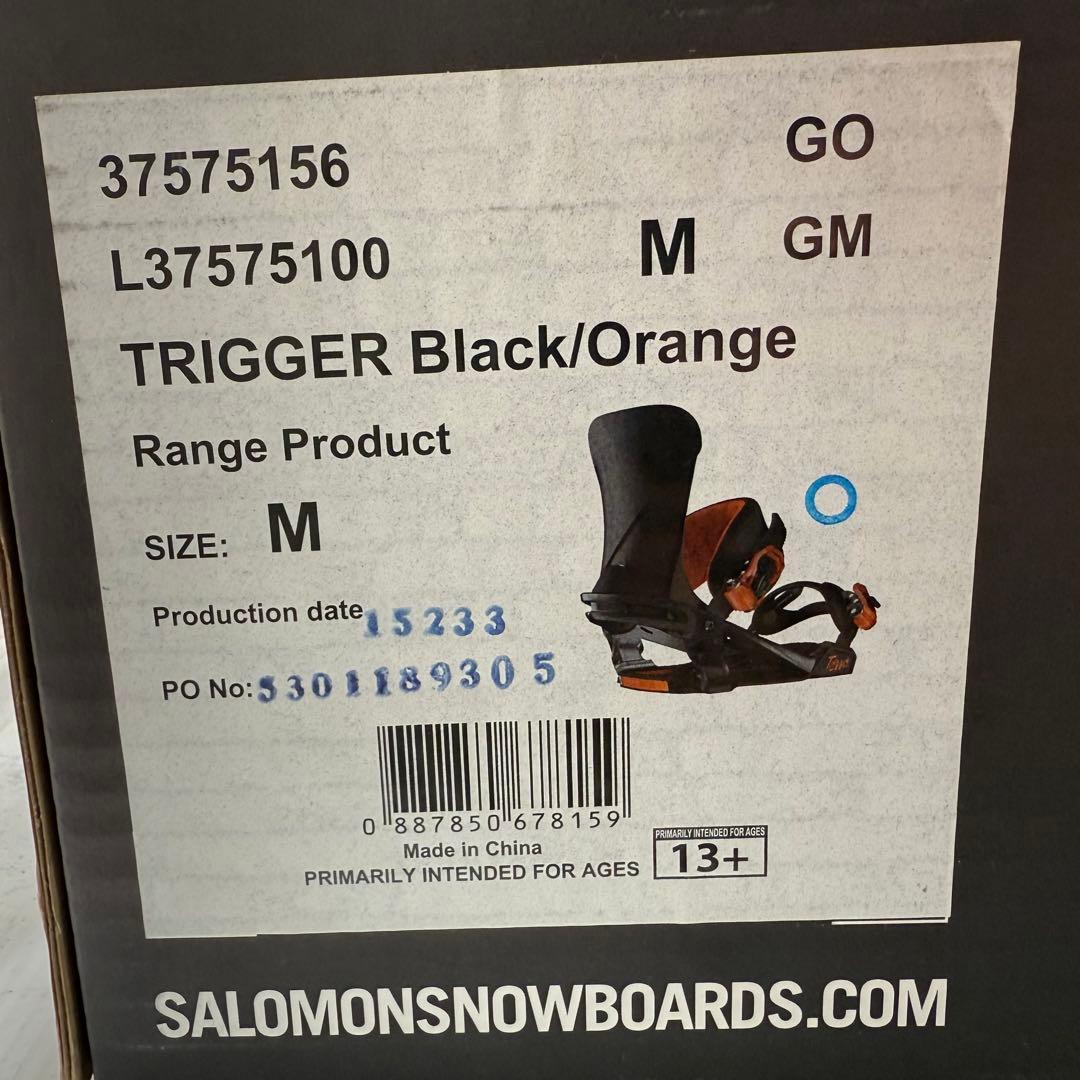 37575156 GO
L37575100 M GM
TRIGGER Black/Orange
Range Product
SIZE: M
Production date 15233
PO No: 5301189305
0 887850 678159
Made in China
PRIMARILY INTENDED FOR AGES
PRIMARILY INTENDED FOR AGES
13+
SALOMONSNOWBOARDS.COM